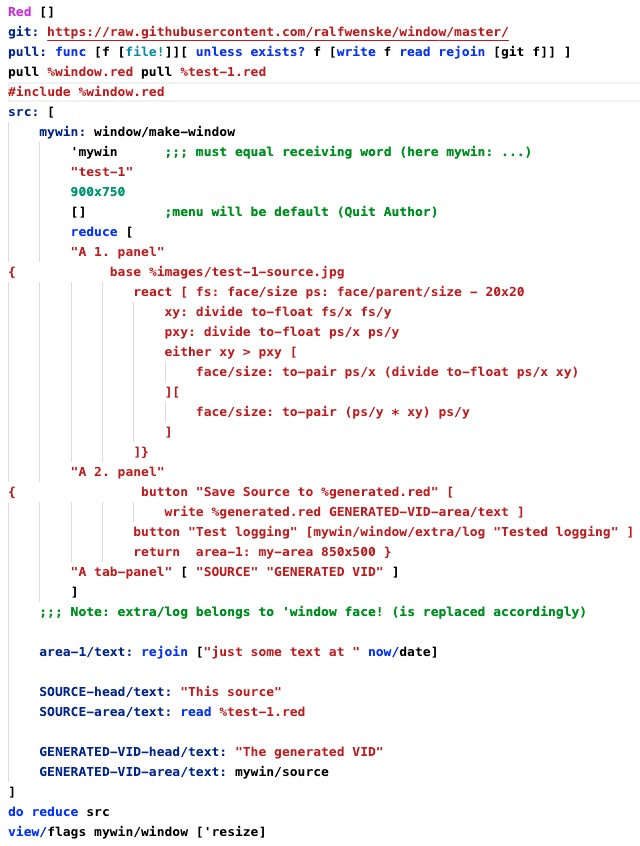 Red []
git: https://raw.githubusercontent.com/ralfwenske/window/master/
pull: func [f [file!]][ unless exists? f [write f read rejoin [git f]] ]
pull %window.red pull %test-1.red
#include %window.red
src: [
    mywin: window/make-window
        'mywin      ;;; must equal receiving word (here mywin: ...)
        "test-1"
        900x750
        []          ;menu will be default (Quit Author)
        reduce [
        "A 1. panel"
{            base %images/test-1-source.jpg
                react [ fs: face/size ps: face/parent/size - 20x20
                    xy: divide to-float fs/x fs/y
                    pxy: divide to-float ps/x ps/y
                    either xy > pxy [
                        face/size: to-pair ps/x (divide to-float ps/x xy)
                    ][
                        face/size: to-pair (ps/y * xy) ps/y
                    ]
                ]}
        "A 2. panel"
{                button "Save Source to %generated.red" [
                    write %generated.red GENERATED-VID-area/text ]
                button "Test logging" [mywin/window/extra/log "Tested logging" ]
                return  area-1: my-area 850x500 }
        "A tab-panel" [ "SOURCE" "GENERATED VID" ]
        ]
    ;;; Note: extra/log belongs to 'window face! (is replaced accordingly)
    area-1/text: rejoin ["just some text at " now/date]
    SOURCE-head/text: "This source"
    SOURCE-area/text: read %test-1.red
    GENERATED-VID-head/text: "The generated VID"
    GENERATED-VID-area/text: mywin/source
]
do reduce src
view/flags mywin/window ['resize]